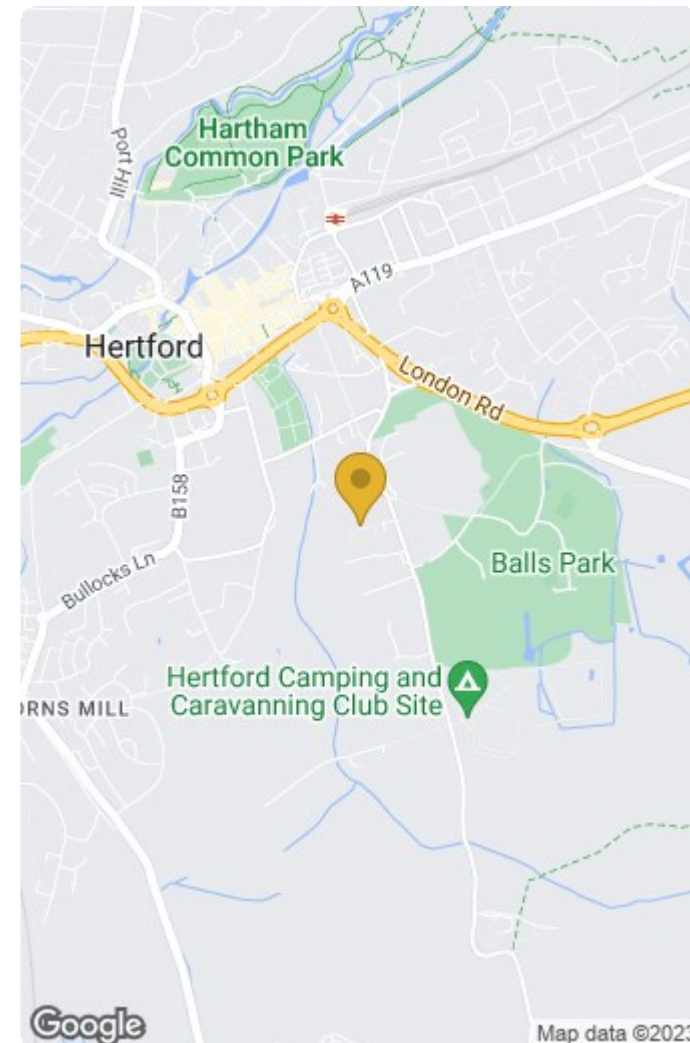 Hartham
Common Park
Port Hill
A119
Hertford
London Rd
B158
Balls Park
Bullocks Ln
Hertford Camping and
Caravanning Club Site
ORNS MILL
Google
Map data ©2023